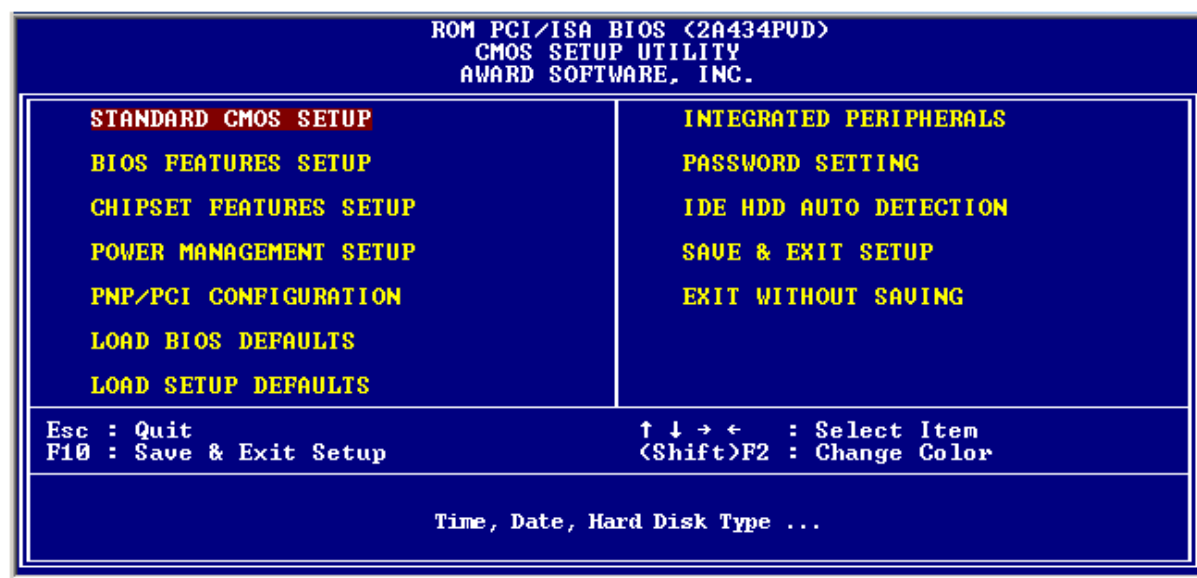 ROM PCI/ISA BIOS (2A434PVD)
CMOS SETUP UTILITY
AWARD SOFTWARE, INC.
STANDARD CMOS SETUP
BIOS FEATURES SETUP
CHIPSET FEATURES SETUP
POWER MANAGEMENT SETUP
PNP/PCI CONFIGURATION
LOAD BIOS DEFAULTS
LOAD SETUP DEFAULTS
INTEGRATED PERIPHERALS
PASSWORD SETTING
IDE HDD AUTO DETECTION
SAVE & EXIT SETUP
EXIT WITHOUT SAVING
Esc : Quit
F10 : Save & Exit Setup
↑ ↓ → ← : Select Item
(Shift)F2 : Change Color
Time, Date, Hard Disk Type ...